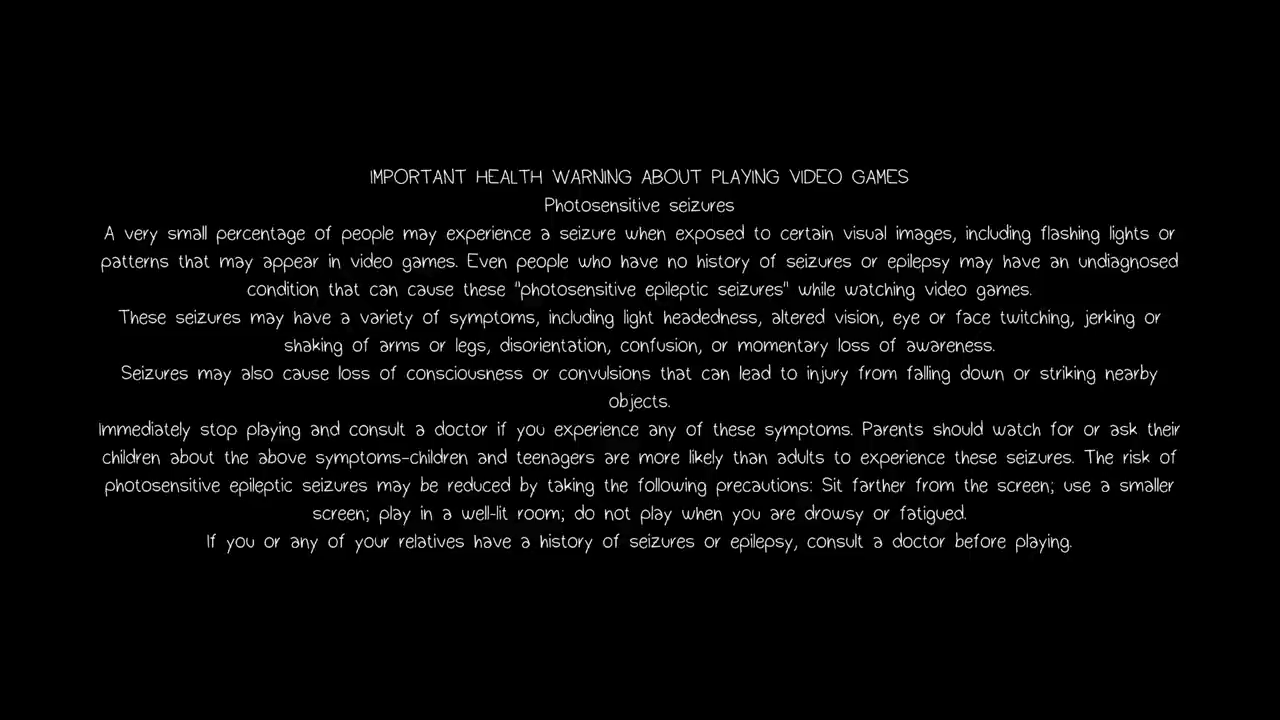 IMPORTANT HEALTH WARNING ABOUT PLAYING VIDEO GAMES
Photosensitive seizures
A very small percentage of people may experience a seizure when exposed to certain visual images, including flashing lights or
patterns that may appear in video games. Even people who have no history of seizures or epilepsy may have an undiagnosed
condition that can cause these "photosensitive epileptic seizures" while watching video games.
These seizures may have a variety of symptoms, including light headedness, altered vision, eye or face twitching, jerking or
shaking of arms or legs, disorientation, confusion, or momentary loss of awareness.
Seizures may also cause loss of consciousness or convulsions that can lead to injury from falling down or striking nearby
objects.
Immediately stop playing and consult a doctor if you experience any of these symptoms. Parents should watch for or ask their
children about the above symptoms-children and teenagers are more likely than adults to experience these seizures. The risk of
photosensitive epileptic seizures may be reduced by taking the following precautions: Sit farther from the screen; use a smaller
screen; play in a well-lit room; do not play when you are drowsy or fatigued.
If you or any of your relatives have a history of seizures or epilepsy, consult a doctor before playing.